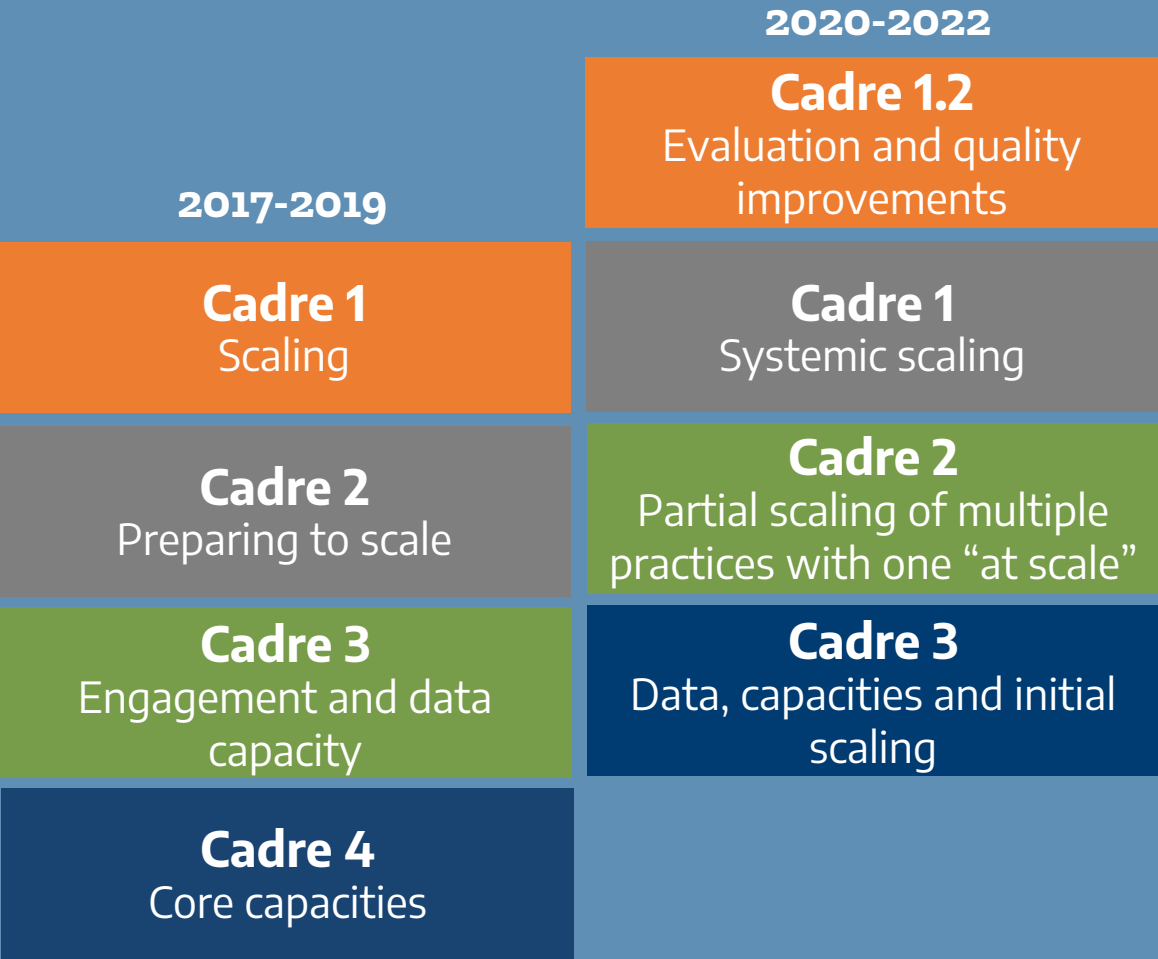 2017-2019
Cadre 1
Scaling
Cadre 2
Preparing to scale
Cadre 3
Engagement and data
capacity
Cadre 4
Core capacities
2020-2022
Cadre 1.2
Evaluation and quality
improvements
Cadre 1
Systemic scaling
Cadre 2
Partial scaling of multiple
practices with one “at scale”
Cadre 3
Data, capacities and initial
scaling